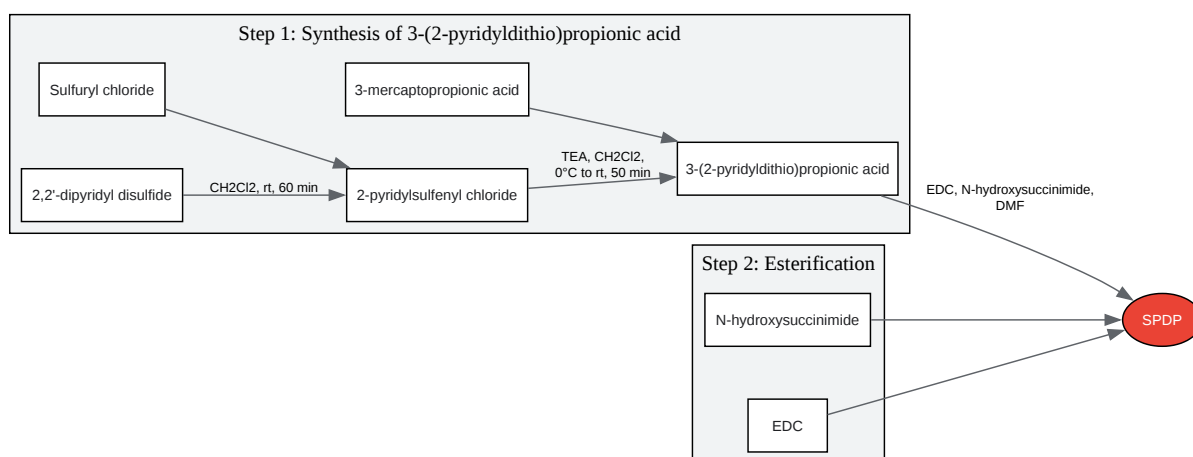 Step 1: Synthesis of 3-(2-pyridyldithio)propionic acid
Sulfuryl chloride
3-mercaptopropionic acid
TEA, CH2Cl2,
0°C to rt, 50 min
3-(2-pyridyldithio)propionic acid
2,2'-dipyridyl disulfide
CH2Cl2, rt, 60 min
2-pyridylsulfenyl chloride
EDC, N-hydroxysuccinimide,
DMF
Step 2: Esterification
N-hydroxysuccinimide
SPDP
EDC